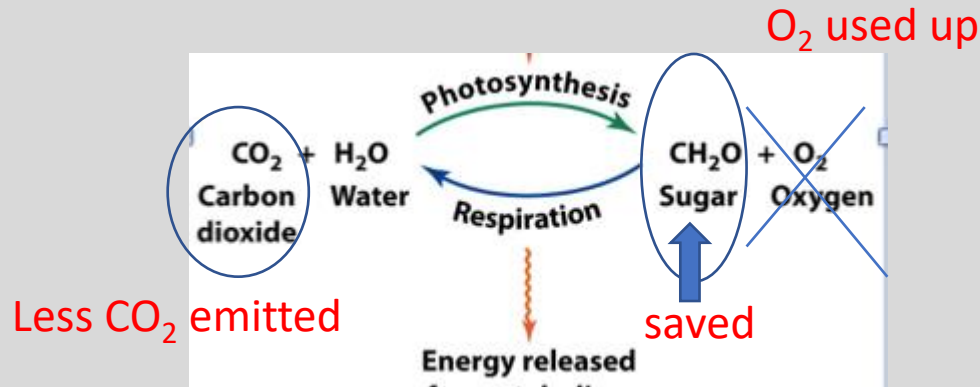 O₂ used up
Photosynthesis
CO₂ + H₂O CH₂O + O₂
Carbon Water Sugar Oxygen
dioxide
Respiration
Less CO₂ emitted
saved
Energy released